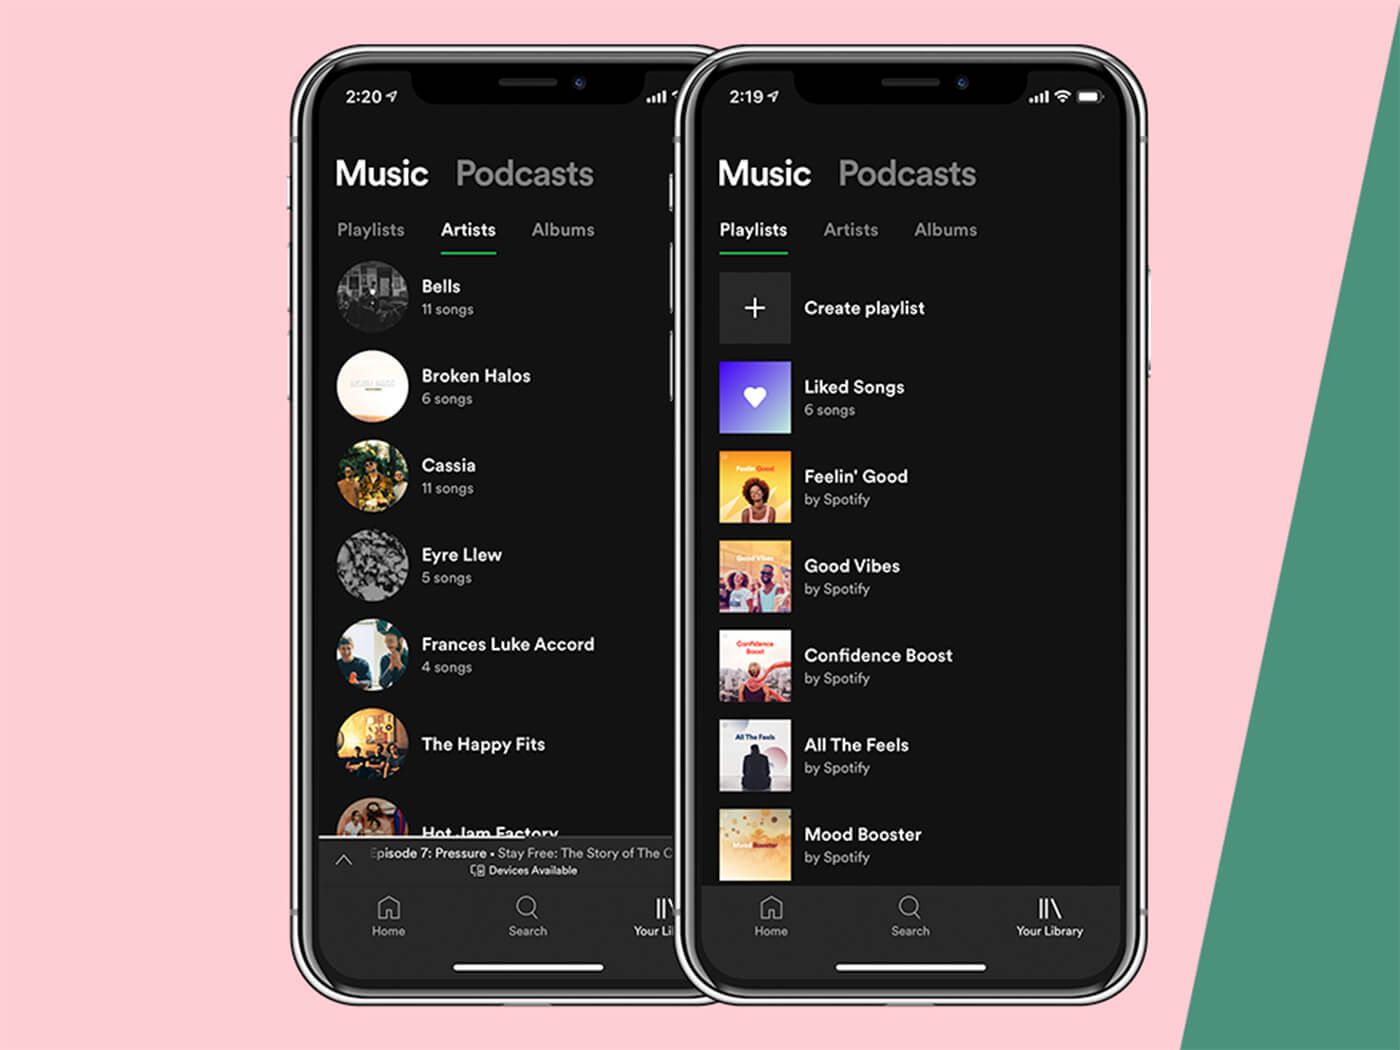 2:20
Music Podcasts
Playlists Artists Albums
Bells
11 songs
Broken Halos
6 songs
Cassia
11 songs
Eyre Llew
5 songs
Frances Luke Accord
4 songs
The Happy Fits
Hot Jam Factory
Episode 7: Pressure • Stay Free: The Story of The C
Devices Available
Home Search Your Li
2:19
Music Podcasts
Playlists Artists Albums
Create playlist
Liked Songs
6 songs
Feelin' Good
Feelin' Good
by Spotify
Good Vibes
Good Vibes
by Spotify
Confidence
Boost
Confidence Boost
by Spotify
All The Feels
All The Feels
by Spotify
Mood Booster
Mood Booster
by Spotify
Home Search Your Library